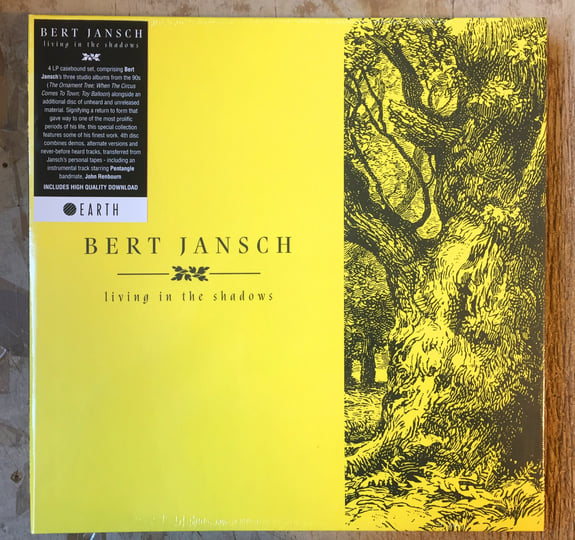 BERT JANSCH
living in the shadows
4 LP casebound set, comprising Bert
Jansch's three studio albums from the 90s
(The Ornament Tree; When The Circus
Comes To Town; Toy Balloon) alongside an
additional disc of unheard and unreleased
material. Signifying a return to form that
gave way to one of the most prolific
periods of his life, this special collection
features some of his finest work. 4th disc
combines demos, alternate versions and
never-before heard tracks, transferred from
Jansch's personal tapes - including an
instrumental track starring Pentangle
bandmate, John Renbourn
INCLUDES HIGH QUALITY DOWNLOAD
EARTH
BERT JANSCH
living in the shadows